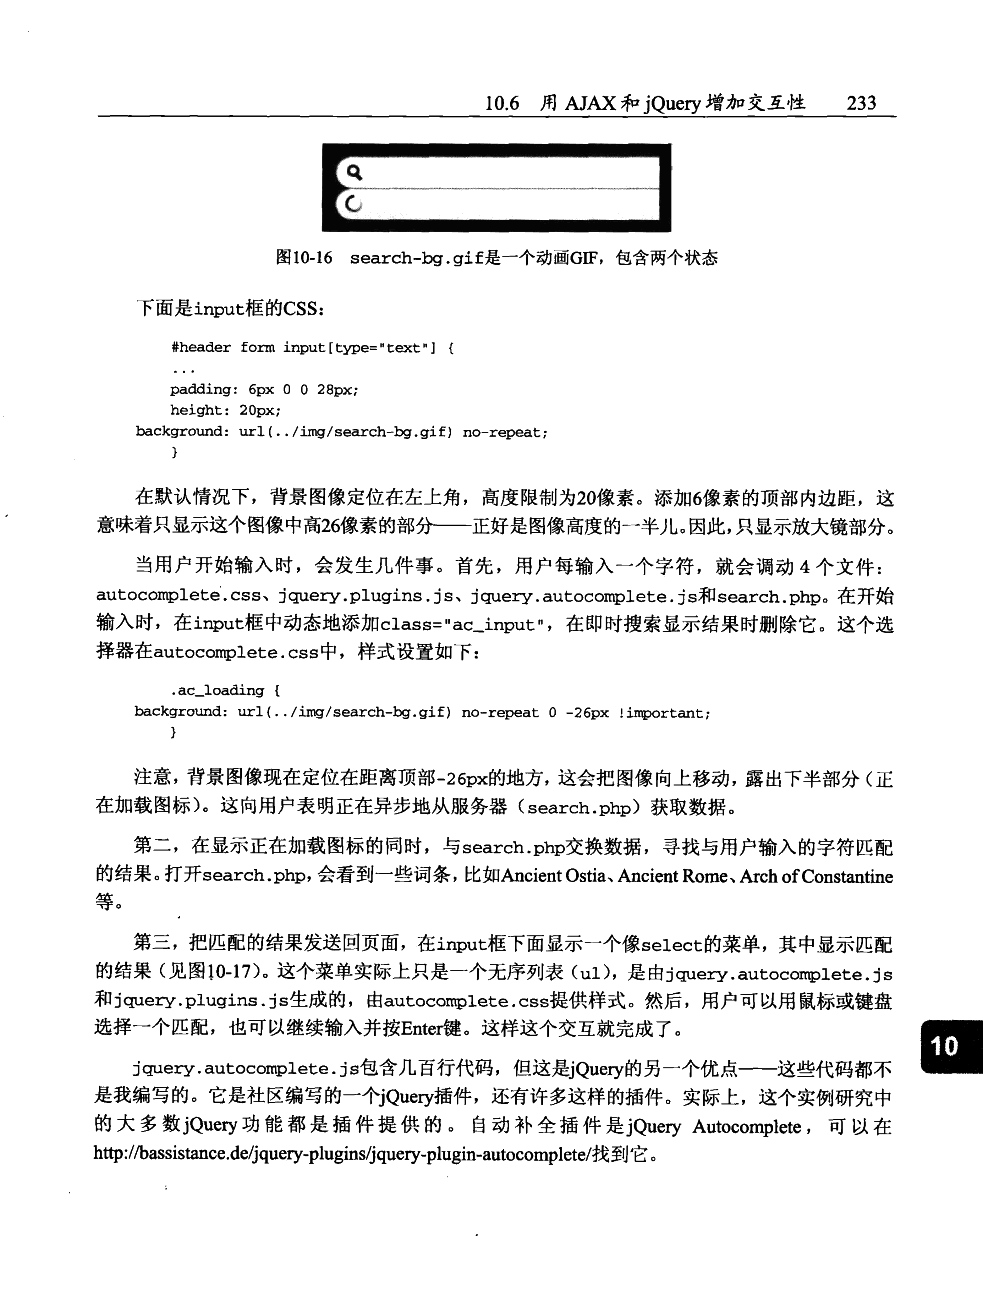 10.6 用 AJAX 和 jQuery 增加交互性 233
图10-16 search-bg.gif是一个动画GIF，包含两个状态
下面是input框的CSS：
#header form input[type="text"] {
...
padding: 6px 0 0 28px;
height: 20px;
background: url(../img/search-bg.gif) no-repeat;
}
在默认情况下，背景图像定位在左上角，高度限制为20像素。添加6像素的顶部内边距，这
意味着只显示这个图像中高26像素的部分——正好是图像高度的一半儿。因此，只显示放大镜部分。
当用户开始输入时，会发生几件事。首先，用户每输入一个字符，就会调动 4 个文件：
autocomplete.css、jquery.plugins.js、jquery.autocomplete.js和search.php。在开始
输入时，在input框中动态地添加class="ac_input"，在即时搜索显示结果时删除它。这个选
择器在autocomplete.css中，样式设置如下：
.ac_loading {
background: url(../img/search-bg.gif) no-repeat 0 -26px !important;
}
注意，背景图像现在定位在距离顶部-26px的地方，这会把图像向上移动，露出下半部分（正
在加载图标）。这向用户表明正在异步地从服务器（search.php）获取数据。
第二，在显示正在加载图标的同时，与search.php交换数据，寻找与用户输入的字符匹配
的结果。打开search.php，会看到一些词条，比如Ancient Ostia、Ancient Rome、Arch of Constantine
等。
第三，把匹配的结果发送回页面，在input框下面显示一个像select的菜单，其中显示匹配
的结果（见图10-17）。这个菜单实际上只是一个无序列表（ul），是由jquery.autocomplete.js
和jquery.plugins.js生成的，由autocomplete.css提供样式。然后，用户可以用鼠标或键盘
选择一个匹配，也可以继续输入并按Enter键。这样这个交互就完成了。
10
jquery.autocomplete.js包含几百行代码，但这是jQuery的另一个优点——这些代码都不
是我编写的。它是社区编写的一个jQuery插件，还有许多这样的插件。实际上，这个实例研究中
的大多数jQuery功能都是插件提供的。自动补全插件是jQuery Autocomplete，可以在
http://bassistance.de/jquery-plugins/jquery-plugin-autocomplete/找到它。